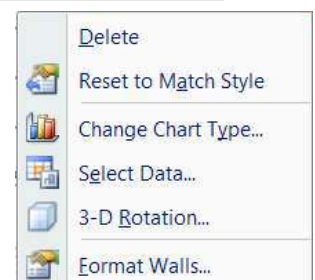 Delete
Reset to Match Style
Change Chart Type...
Select Data...
3-D Rotation...
Format Walls...